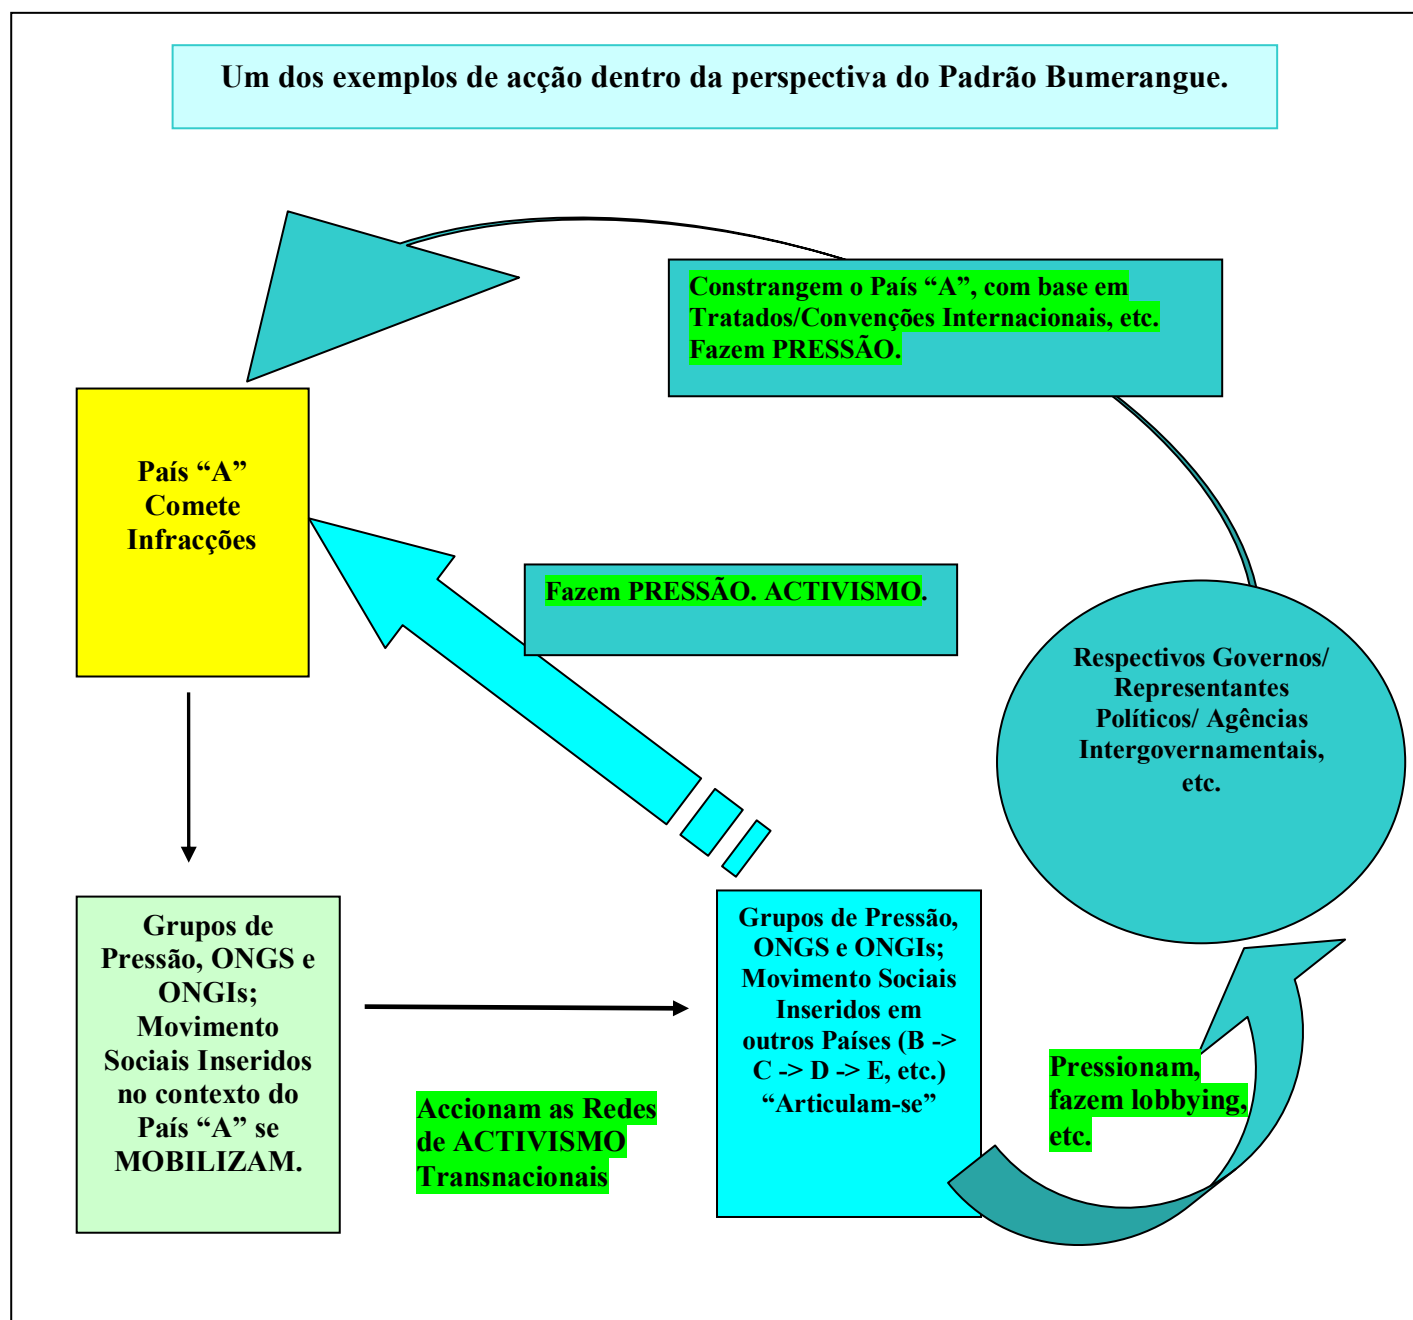 Um dos exemplos de acção dentro da perspectiva do Padrão Bumerangue.
Constrangem o País “A”, com base em
Tratados/Convenções Internacionais, etc.
Fazem PRESSÃO.
País “A”
Comete
Infracções
Fazem PRESSÃO. ACTIVISMO.
Respectivos Governos/
Representantes
Políticos/ Agências
Intergovernamentais,
etc.
Grupos de
Pressão, ONGS e
ONGIs;
Movimento
Sociais Inseridos
no contexto do
País “A” se
MOBILIZAM.
Accionam as Redes
de ACTIVISMO
Transnacionais
Grupos de Pressão,
ONGS e ONGIs;
Movimento Sociais
Inseridos em
outros Países (B ->
C -> D -> E, etc.)
“Articulam-se”
Pressionam,
fazem lobbying,
etc.